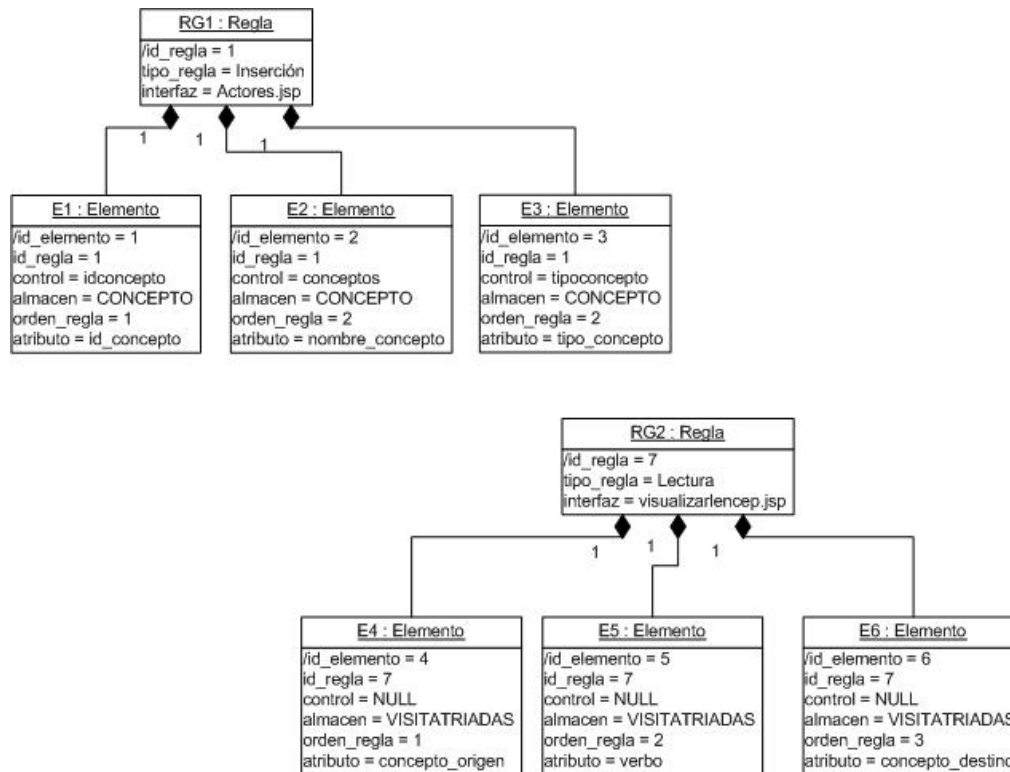 RG1 : Regla
/id_regla = 1
tipo_regla = Inserción
interfaz = Actores.jsp
1
1
1
E1 : Elemento
/id_elemento = 1
id_regla = 1
control = idconcepto
almacen = CONCEPTO
orden_regla = 1
atributo = id_concepto
E2 : Elemento
/id_elemento = 2
id_regla = 1
control = conceptos
almacen = CONCEPTO
orden_regla = 2
atributo = nombre_concepto
E3 : Elemento
/id_elemento = 3
id_regla = 1
control = tipoconcepto
almacen = CONCEPTO
orden_regla = 2
atributo = tipo_concepto
RG2 : Regla
/id_regla = 7
tipo_regla = Lectura
interfaz = visualizarlencep.jsp
1
1
1
E4 : Elemento
/id_elemento = 4
id_regla = 7
control = NULL
almacen = VISITATRIADAS
orden_regla = 1
atributo = concepto_origen
E5 : Elemento
/id_elemento = 5
id_regla = 7
control = NULL
almacen = VISITATRIADAS
orden_regla = 2
atributo = verbo
E6 : Elemento
/id_elemento = 6
id_regla = 7
control = NULL
almacen = VISITATRIADAS
orden_regla = 3
atributo = concepto_destino